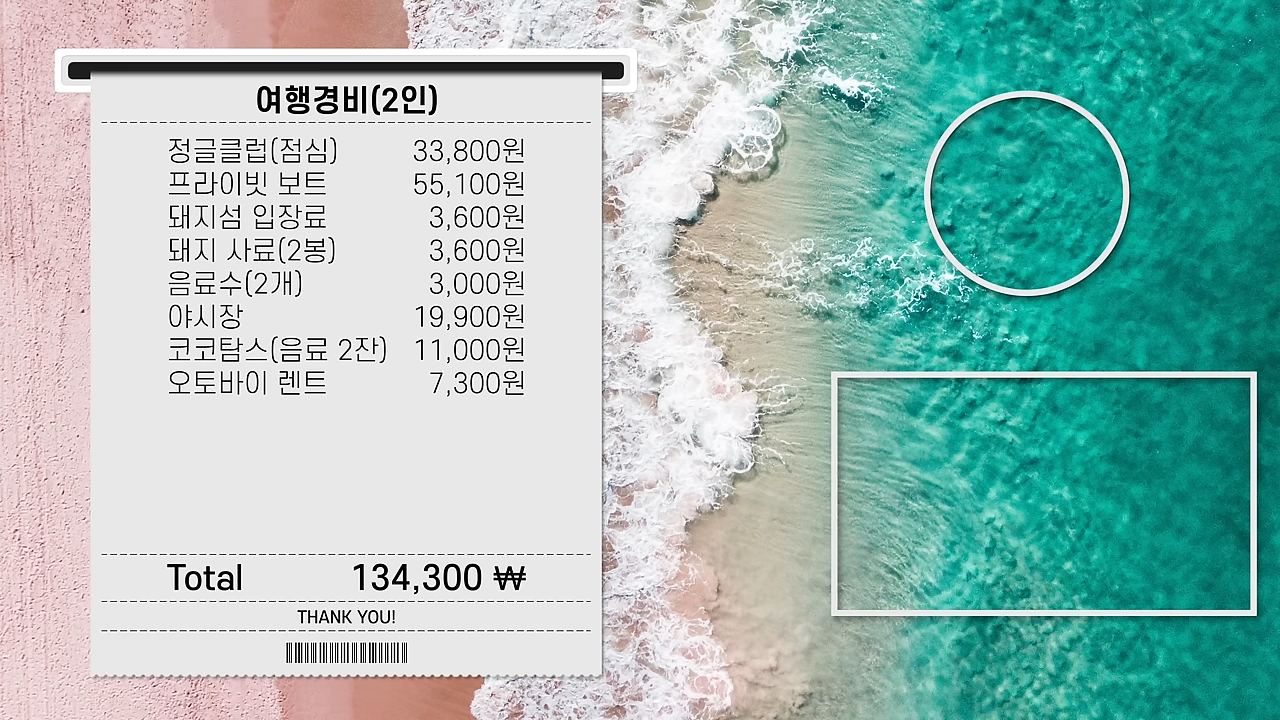 여행경비(2인)
정글클럽(점심) 33,800원
프라이빗 보트 55,100원
돼지섬 입장료 3,600원
돼지 사료(2봉) 3,600원
음료수(2개) 3,000원
야시장 19,900원
코코탐스(음료 2잔) 11,000원
오토바이 렌트 7,300원
Total 134,300 ₩
THANK YOU!